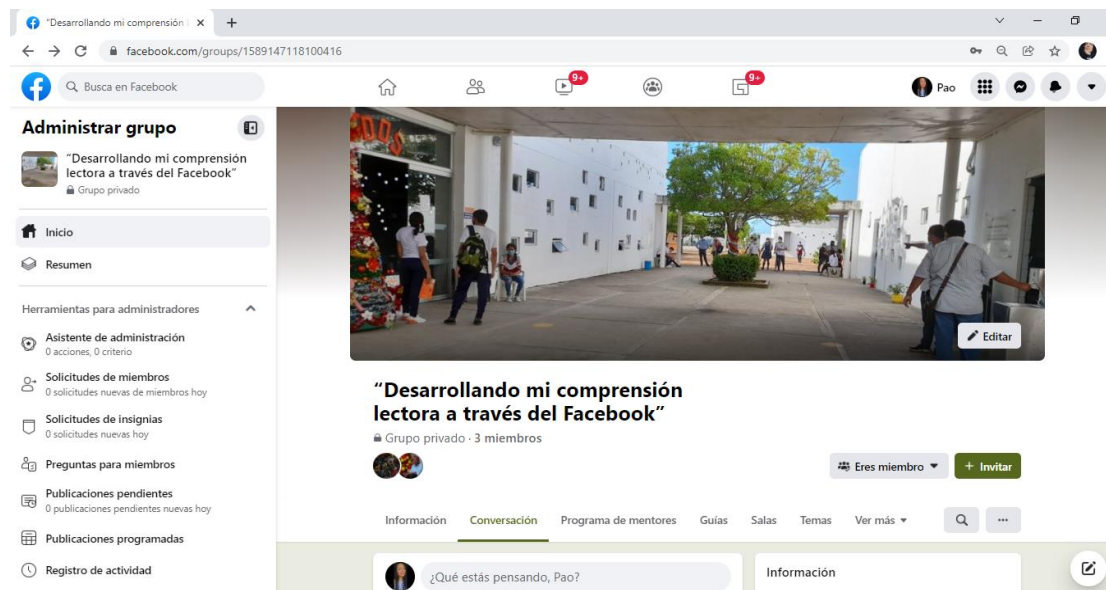 "Desarrollando mi comprensión l
facebook.com/groups/1589147118100416
Busca en Facebook
9+
9+
Pao
Administrar grupo
"Desarrollando mi comprensión
lectora a través del Facebook"
Grupo privado
Inicio
Resumen
Herramientas para administradores
Asistente de administración
0 acciones, 0 criterio
Solicitudes de miembros
0 solicitudes nuevas de miembros hoy
Solicitudes de insignias
0 solicitudes nuevas hoy
Preguntas para miembros
Publicaciones pendientes
0 publicaciones pendientes nuevas hoy
Publicaciones programadas
Registro de actividad
Editar
“Desarrollando mi comprensión
lectora a través del Facebook”
Grupo privado · 3 miembros
Eres miembro
+ Invitar
Información Conversación Programa de mentores Guías Salas Temas Ver más
¿Qué estás pensando, Pao?
Información